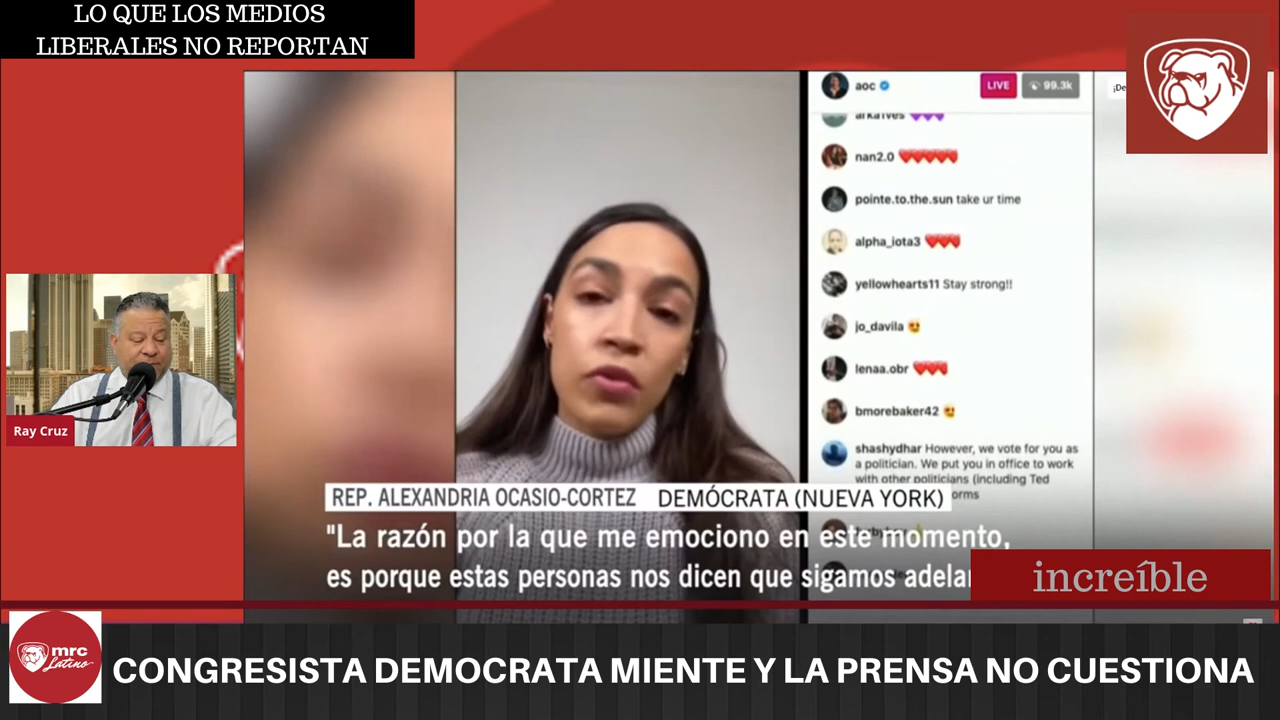 LO QUE LOS MEDIOS
LIBERALES NO REPORTAN
aoc
LIVE
99.3k
¡De
nan2.0
pointe.to.the.sun take ur time
alpha_iota3
yellowhearts11 Stay strong!!
jo_davila
lenaa.obr
bmorebaker42
shashydhar However, we vote for you as
a politician. We put you in office to work
with other politicians (including Ted
orms
Ray Cruz
REP. ALEXANDRIA OCASIO-CORTEZ DEMÓCRATA (NUEVA YORK)
"La razón por la que me emociono en este momento,
es porque estas personas nos dicen que sigamos adela
increíble
mrc
Latino
CONGRESISTA DEMOCRATA MIENTE Y LA PRENSA NO CUESTIONA